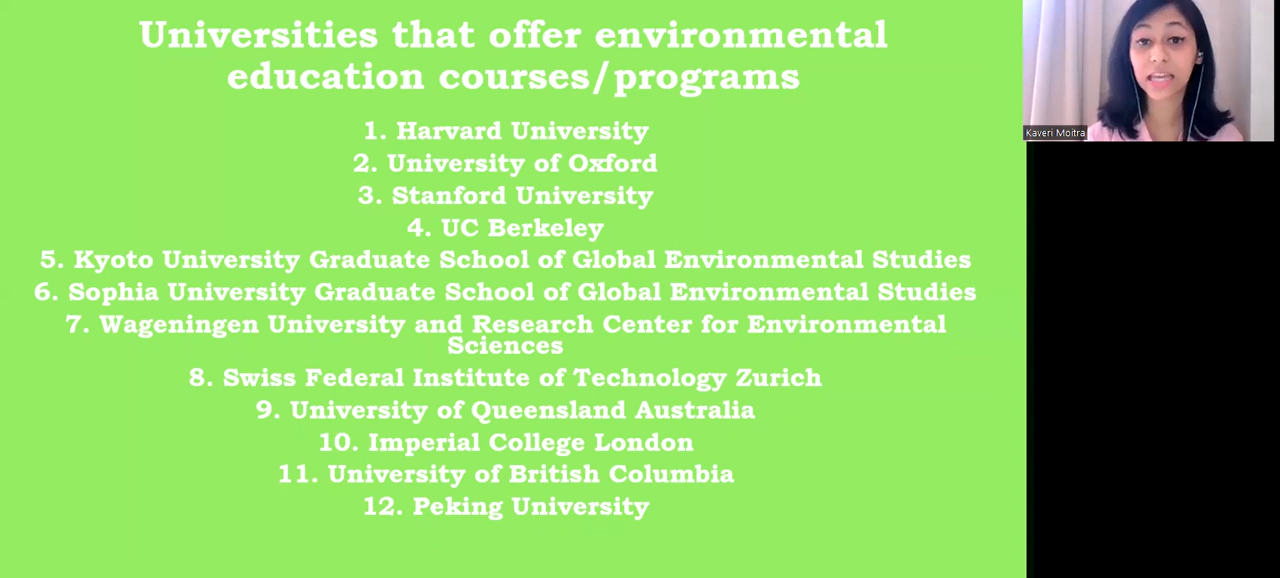 Universities that offer environmental
education courses/programs
1. Harvard University
2. University of Oxford
3. Stanford University
4. UC Berkeley
5. Kyoto University Graduate School of Global Environmental Studies
6. Sophia University Graduate School of Global Environmental Studies
7. Wageningen University and Research Center for Environmental
Sciences
8. Swiss Federal Institute of Technology Zurich
9. University of Queensland Australia
10. Imperial College London
11. University of British Columbia
12. Peking University
Kaveri Moitra